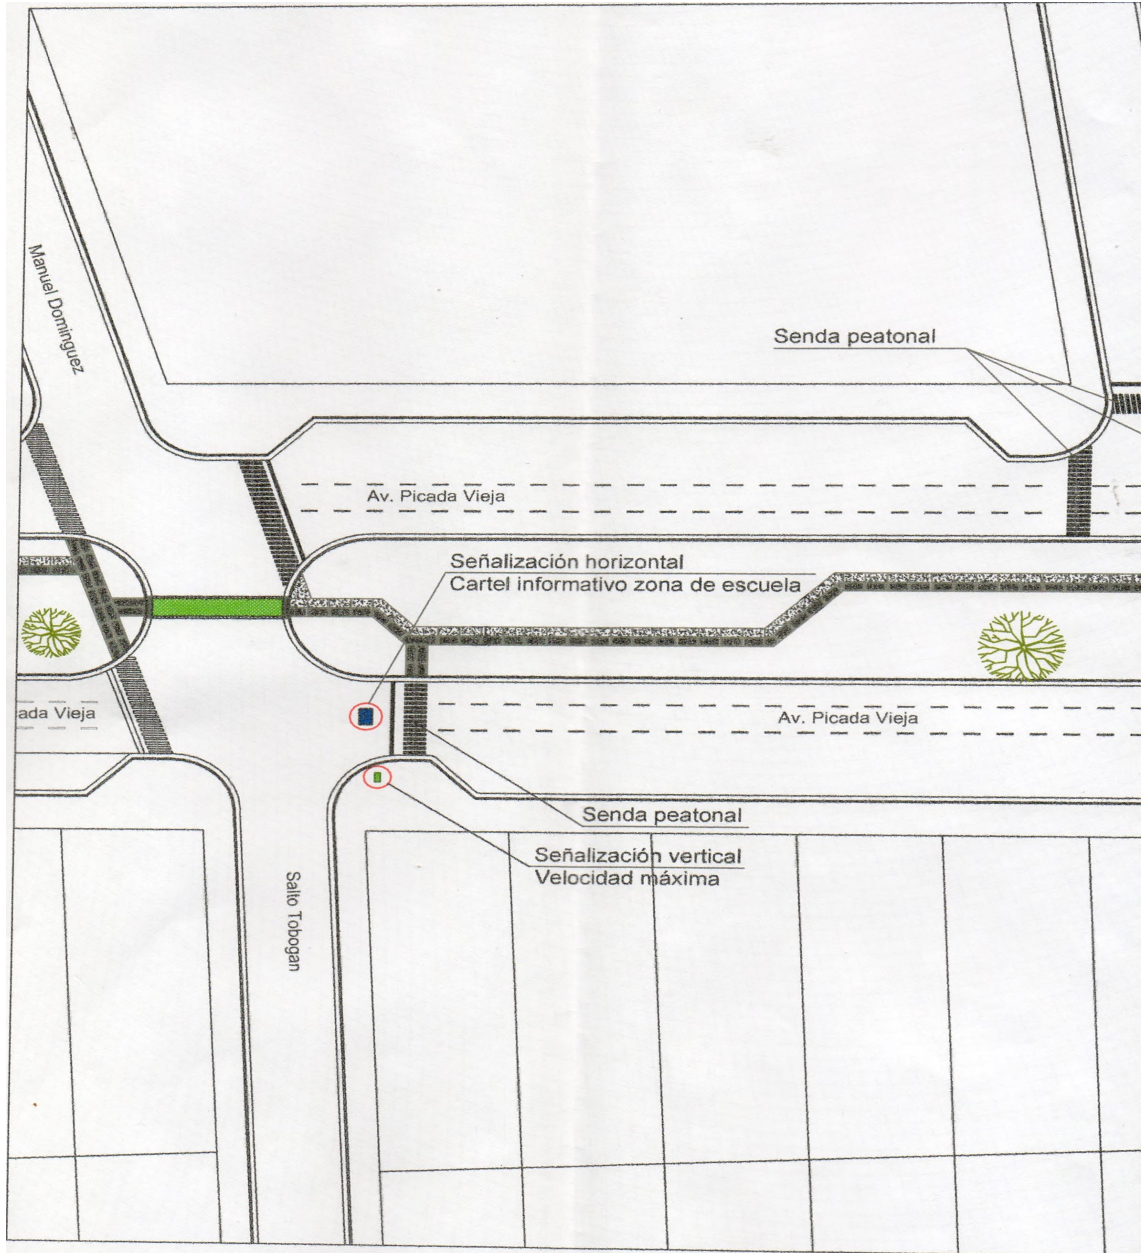 Manuel Dominguez
Senda peatonal
Av. Picada Vieja
Señalización horizontal
Cartel informativo zona de escuela
ada Vieja
Av. Picada Vieja
Senda peatonal
Señalización vertical
Velocidad máxima
Salto Tobogan